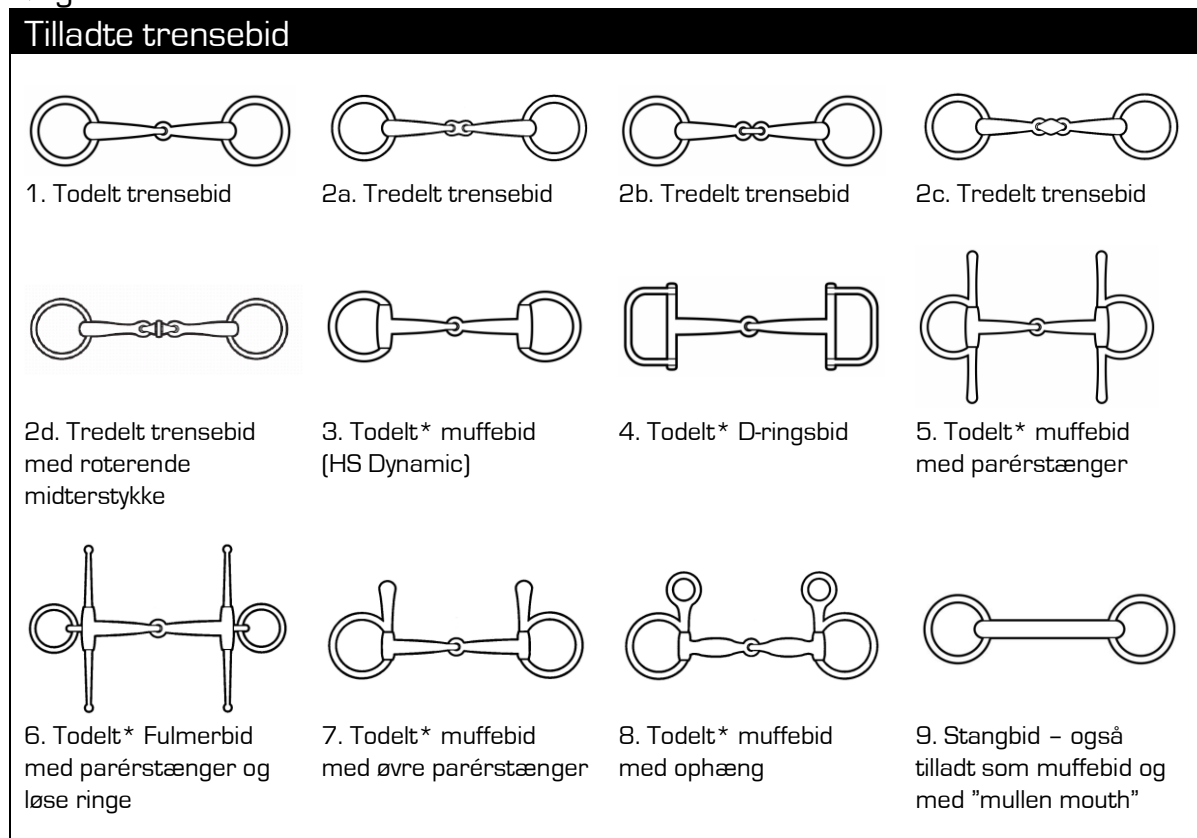 Tilladte trensebid
1. Todelt trensebid
2a. Tredelt trensebid
2b. Tredelt trensebid
2c. Tredelt trensebid
2d. Tredelt trensebid
med roterende
midterstykke
3. Todelt* muffebid
(HS Dynamic)
4. Todelt* D-ringsbid
5. Todelt* muffebid
med parérstænger
6. Todelt* Fulmerbid
med parérstænger og
løse ringe
7. Todelt* muffebid
med øvre parérstænger
8. Todelt* muffebid
med ophæng
9. Stangbid – også
tilladt som muffebid og
med ”mullen mouth”